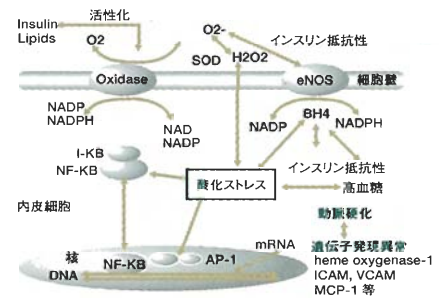 活性化
Insulin
Lipids
O2
O2-
インスリン抵抗性
SOD
H2O2
Oxidase
eNOS
細胞壁
NADP
NADPH
NAD
NADP
NADP
BH4
NADPH
I-KB
NF-KB
インスリン抵抗性
酸化ストレス
高血糖
内皮細胞
動脈硬化
核
mRNA
遺伝子発現異常
DNA
NF-KB
AP-1
heme oxygenase-1
ICAM, VCAM
MCP-1 等